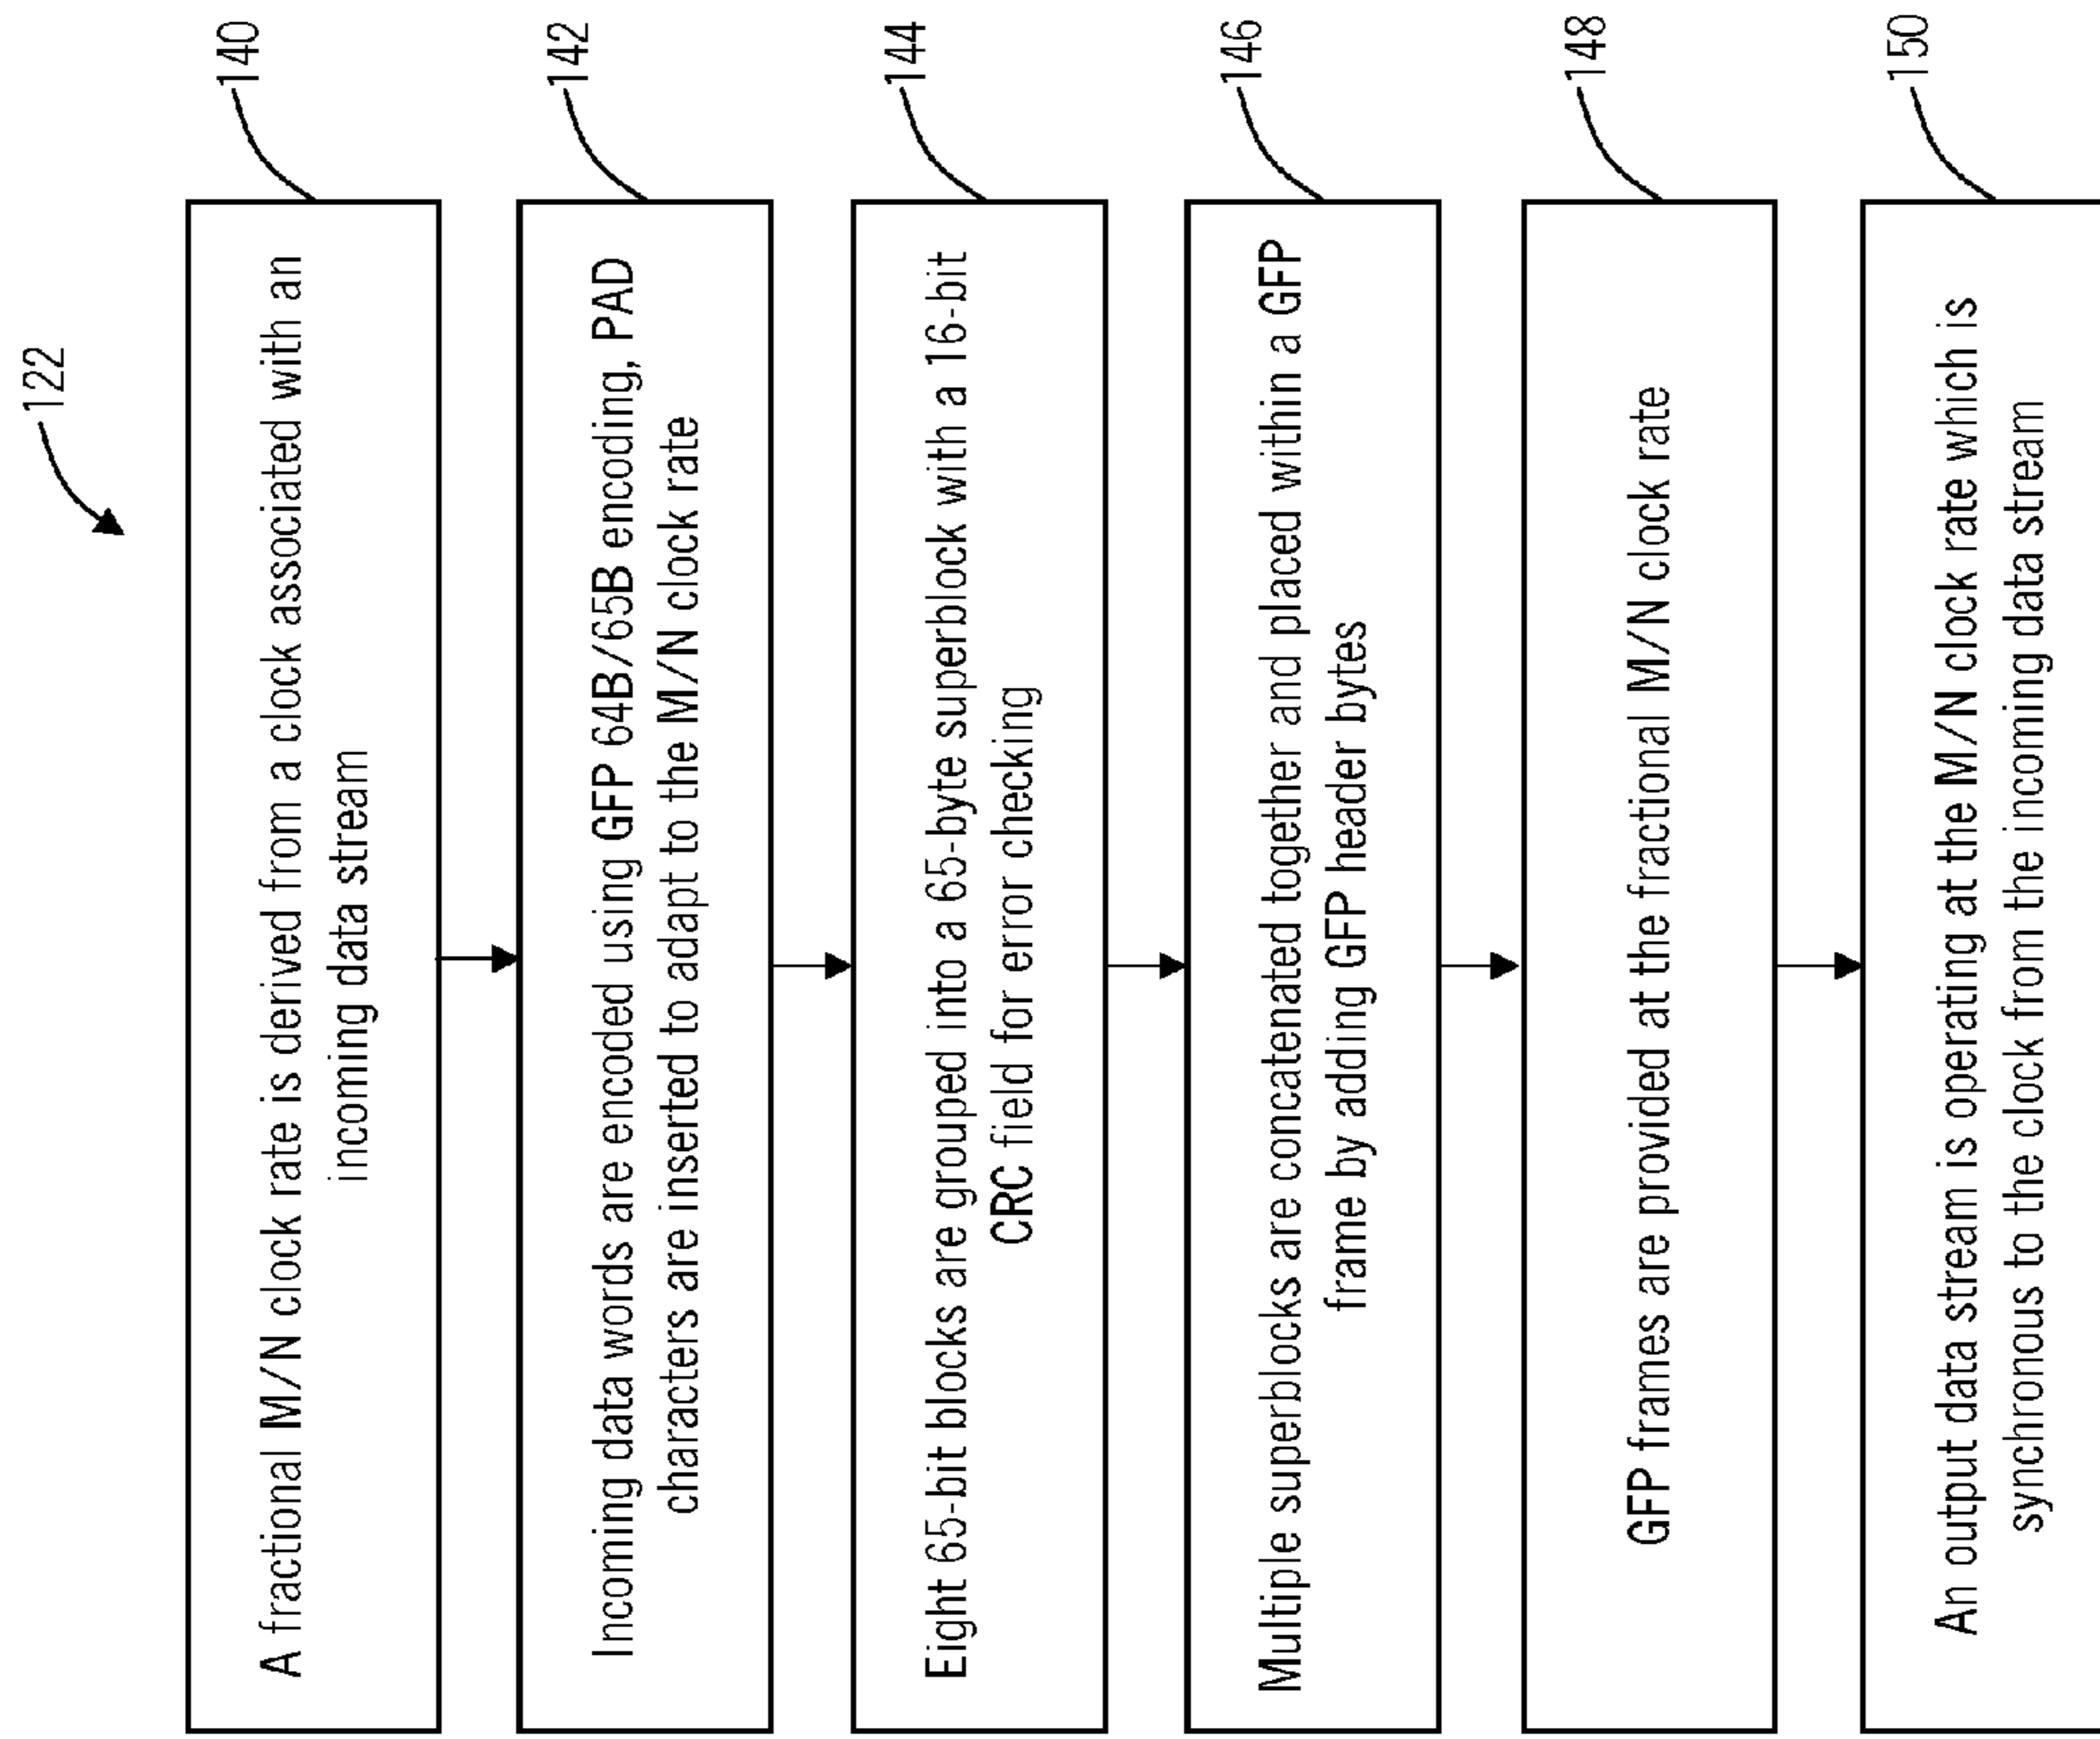 122
140
A fractional M/N clock rate is derived from a clock associated with an
incoming data stream
142
Incoming data words are encoded using GFP 64B/65B encoding, PAD
characters are inserted to adapt to the M/N clock rate
144
Eight 65-bit blocks are grouped into a 65-byte superblock with a 16-bit
CRC field for error checking
146
Multiple superblocks are concatenated together and placed within a GFP
frame by adding GFP header bytes
148
GFP frames are provided at the fractional M/N clock rate
150
An output data stream is operating at the M/N clock rate which is
synchronous to the clock from the incoming data stream